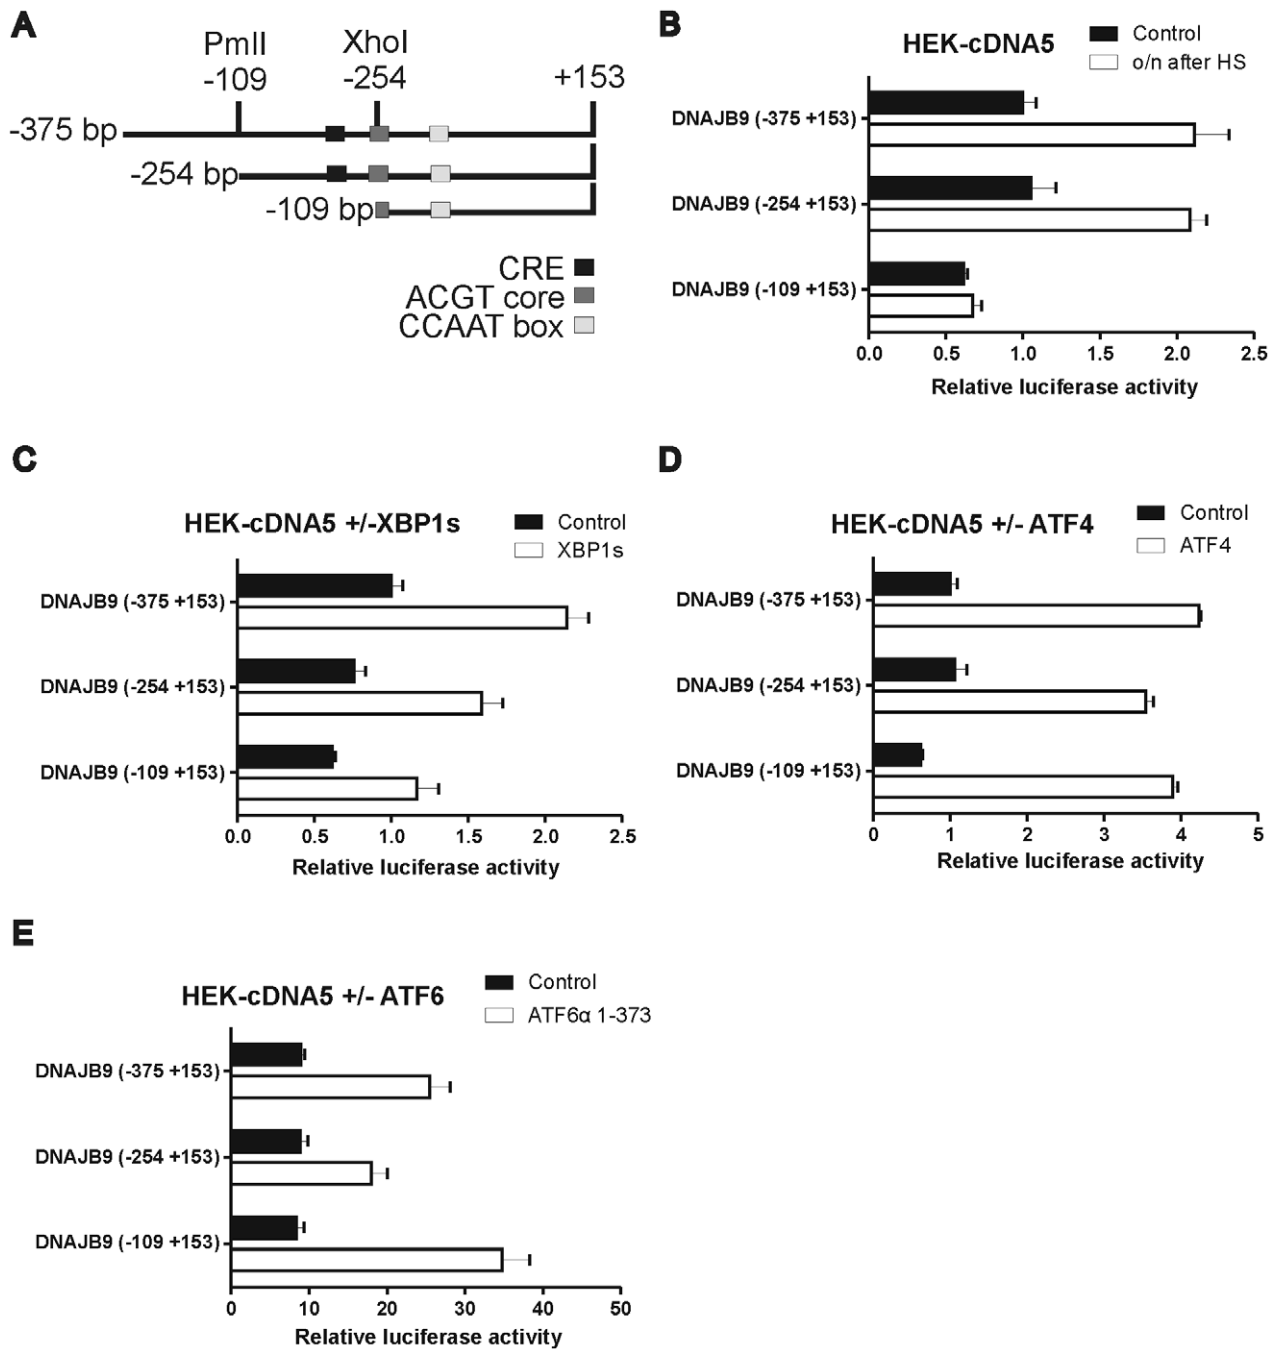 A
PmlI
XhoI
-109
-254
+153
-375 bp
-254 bp
-109 bp
CRE
ACGT core
CCAAT box
B
HEK-cDNA5
Control
o/n after HS
DNAJB9 (-375 +153)
DNAJB9 (-254 +153)
DNAJB9 (-109 +153)
0.0 0.5 1.0 1.5 2.0 2.5
Relative luciferase activity
C
HEK-cDNA5 +/-XBP1s
Control
XBP1s
DNAJB9 (-375 +153)
DNAJB9 (-254 +153)
DNAJB9 (-109 +153)
0.0 0.5 1.0 1.5 2.0 2.5
Relative luciferase activity
D
HEK-cDNA5 +/- ATF4
Control
ATF4
DNAJB9 (-375 +153)
DNAJB9 (-254 +153)
DNAJB9 (-109 +153)
0 1 2 3 4 5
Relative luciferase activity
E
HEK-cDNA5 +/- ATF6
Control
ATF6α 1-373
DNAJB9 (-375 +153)
DNAJB9 (-254 +153)
DNAJB9 (-109 +153)
0 10 20 30 40 50
Relative luciferase activity